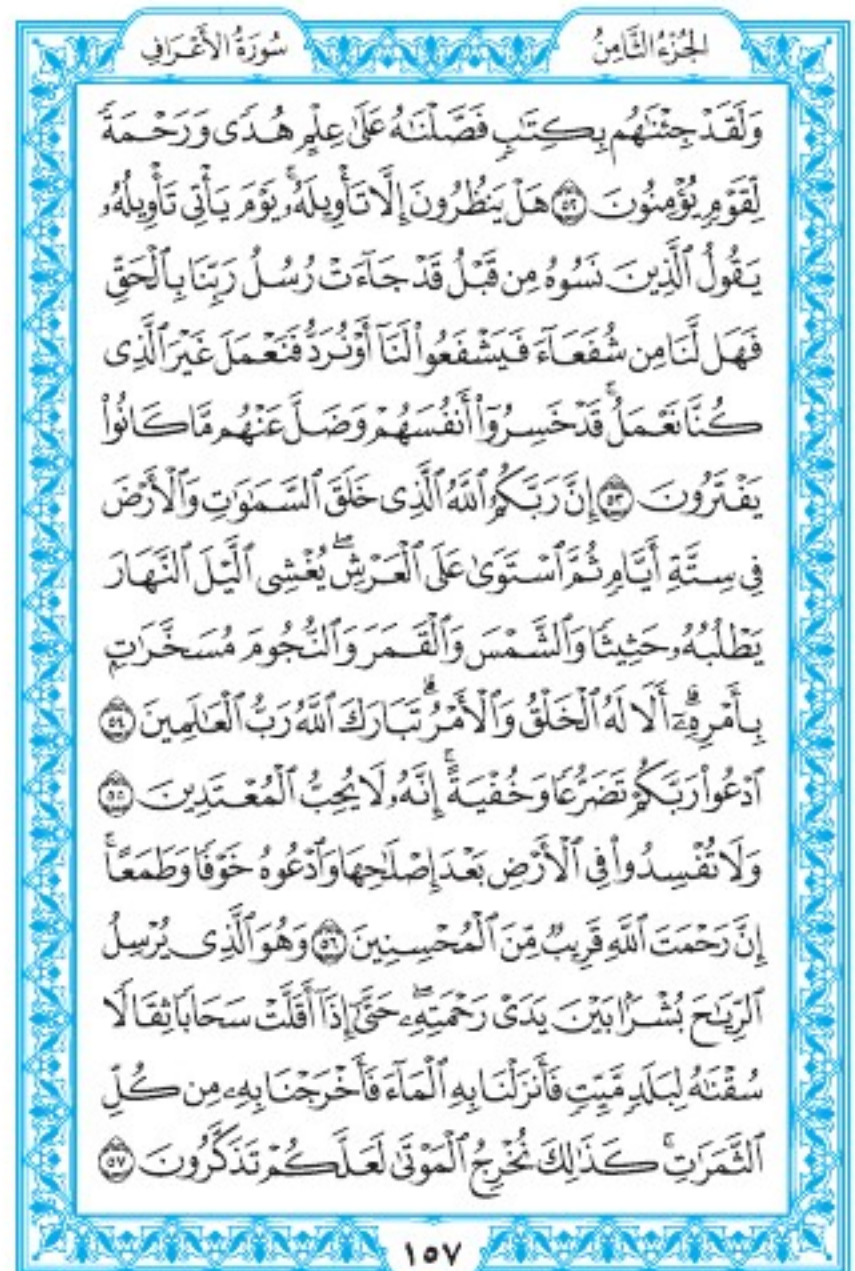 الجُزْءُ الثَّامِنُ
سُورَةُ الأَعْرَافِ
وَلَقَدْ جِئْنَٰهُم بِكِتَٰبٍ فَصَّلْنَٰهُ عَلَىٰ عِلْمٍ هُدًى وَرَحْمَةً
لِّقَوْمٍ يُؤْمِنُونَ ۝٥٢ هَلْ يَنظُرُونَ إِلَّا تَأْوِيلَهُۥۚ يَوْمَ يَأْتِى تَأْوِيلُهُۥ
يَقُولُ ٱلَّذِينَ نَسُوهُ مِن قَبْلُ قَدْ جَآءَتْ رُسُلُ رَبِّنَا بِٱلْحَقِّ
فَهَل لَّنَا مِن شُفَعَآءَ فَيَشْفَعُوا۟ لَنَآ أَوْ نُرَدُّ فَنَعْمَلَ غَيْرَ ٱلَّذِى
كُنَّا نَعْمَلُۚ قَدْ خَسِرُوٓا۟ أَنفُسَهُمْ وَضَلَّ عَنْهُم مَّا كَانُوا۟
يَفْتَرُونَ ۝٥٣ إِنَّ رَبَّكُمُ ٱللَّهُ ٱلَّذِى خَلَقَ ٱلسَّمَٰوَٰتِ وَٱلْأَرْضَ
فِى سِتَّةِ أَيَّامٍ ثُمَّ ٱسْتَوَىٰ عَلَى ٱلْعَرْشِۖ يُغْشِى ٱلَّيْلَ ٱلنَّهَارَ
يَطْلُبُهُۥ حَثِيثًا وَٱلشَّمْسَ وَٱلْقَمَرَ وَٱلنُّجُومَ مُسَخَّرَٰتٍۭ
بِأَمْرِهِۦٓۗ أَلَا لَهُ ٱلْخَلْقُ وَٱلْأَمْرُۗ تَبَارَكَ ٱللَّهُ رَبُّ ٱلْعَٰلَمِينَ ۝٥٤
ٱدْعُوا۟ رَبَّكُمْ تَضَرُّعًا وَخُفْيَةًۚ إِنَّهُۥ لَا يُحِبُّ ٱلْمُعْتَدِينَ ۝٥٥
وَلَا تُفْسِدُوا۟ فِى ٱلْأَرْضِ بَعْدَ إِصْلَٰحِهَا وَٱدْعُوهُ خَوْفًا وَطَمَعًاۚ
إِنَّ رَحْمَتَ ٱللَّهِ قَرِيبٌ مِّنَ ٱلْمُحْسِنِينَ ۝٥٦ وَهُوَ ٱلَّذِى يُرْسِلُ
ٱلرِّيَٰحَ بُشْرًۢا بَيْنَ يَدَىْ رَحْمَتِهِۦۖ حَتَّىٰٓ إِذَآ أَقَلَّتْ سَحَابًا ثِقَالًا
سُقْنَٰهُ لِبَلَدٍ مَّيِّتٍ فَأَنزَلْنَا بِهِ ٱلْمَآءَ فَأَخْرَجْنَا بِهِۦ مِن كُلِّ
ٱلثَّمَرَٰتِۚ كَذَٰلِكَ نُخْرِجُ ٱلْمَوْتَىٰ لَعَلَّكُمْ تَذَكَّرُونَ ۝٥٧
١٥٧